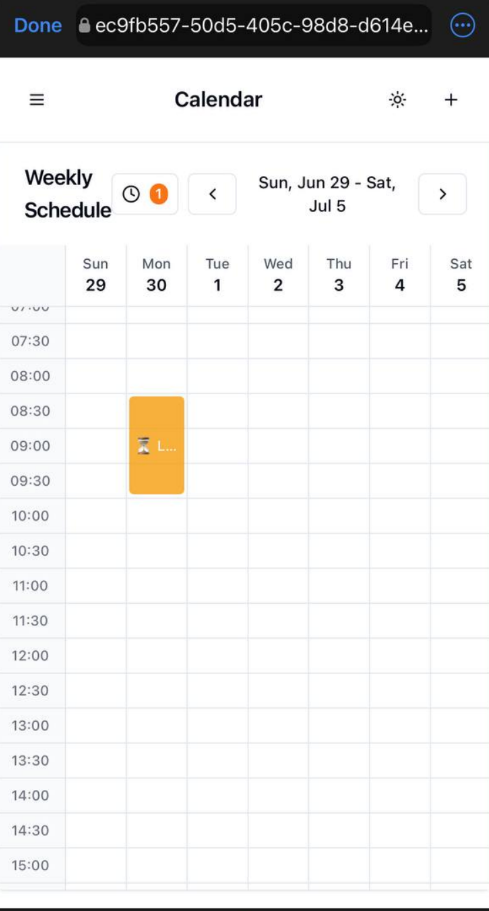 Done ec9fb557-50d5-405c-98d8-d614e...
Calendar
Weekly
Schedule
1
Sun, Jun 29 - Sat,
Jul 5
Sun Mon Tue Wed Thu Fri Sat
29 30 1 2 3 4 5
07:00
07:30
08:00
08:30
09:00 ⏳ L...
09:30
10:00
10:30
11:00
11:30
12:00
12:30
13:00
13:30
14:00
14:30
15:00